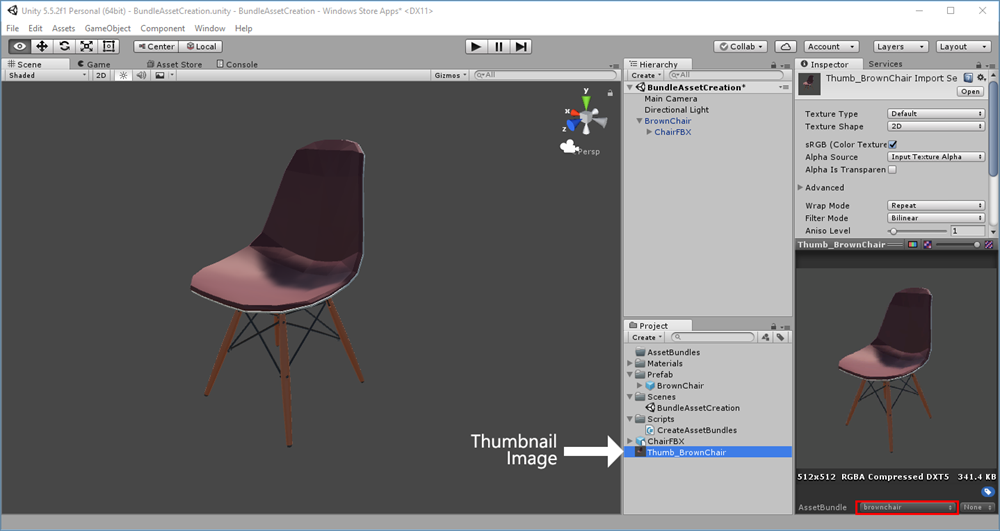 Unity 5.5.2f1 Personal (64bit) - BundleAssetCreation.unity - BundleAssetCreation - Windows Store Apps* <DX11>
File Edit Assets GameObject Component Window Help
Center Local Collab Account Layers Layout
Scene Game Asset Store Console
Shaded 2D Gizmos All
y
x
z
Persp
Thumbnail
Image
Hierarchy
Create All
BundleAssetCreation*
Main Camera
Directional Light
BrownChair
ChairFBX
Project
Create
AssetBundles
Materials
Prefab
BrownChair
Scenes
BundleAssetCreation
Scripts
CreateAssetBundles
ChairFBX
Thumb_BrownChair
Inspector Services
Thumb_BrownChair Import Se
Open
Texture Type Default
Texture Shape 2D
sRGB (Color Texture
Alpha Source Input Texture Alpha
Alpha Is Transparen
Advanced
Wrap Mode Repeat
Filter Mode Bilinear
Aniso Level 1
Thumb_BrownChair
512x512 RGBA Compressed DXT5 341.4 KB
AssetBundle brownchair None